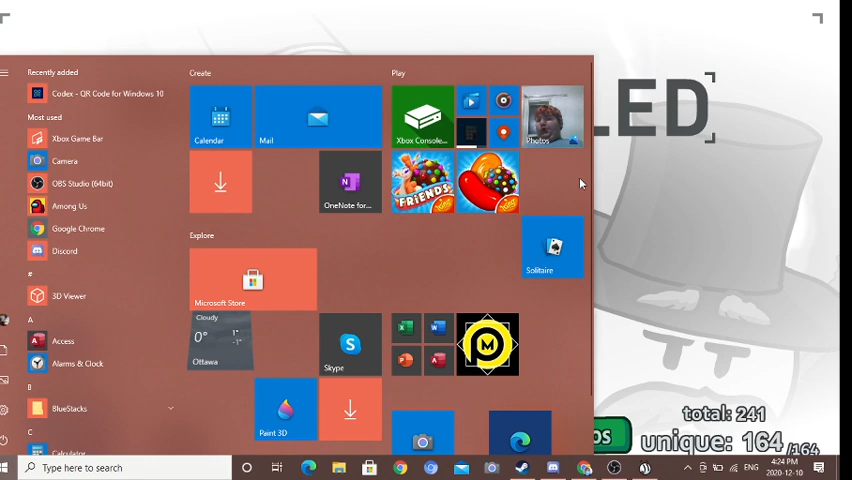 LED
Recently added
Codex - QR Code for Windows 10
Most used
Xbox Game Bar
Camera
OBS Studio (64bit)
Among Us
Google Chrome
Discord
#
3D Viewer
A
Access
Alarms & Clock
B
BlueStacks
C
Calculator
Create
Calendar
Mail
OneNote for...
Explore
Microsoft Store
Cloudy
0°
1°
-1°
Ottawa
Skype
Paint 3D
Play
Xbox Console...
Photos
FRIENDS
King
King
Solitaire
M
os
total: 241
unique: 164/164
Type here to search
ENG
4:24 PM
2020-12-10